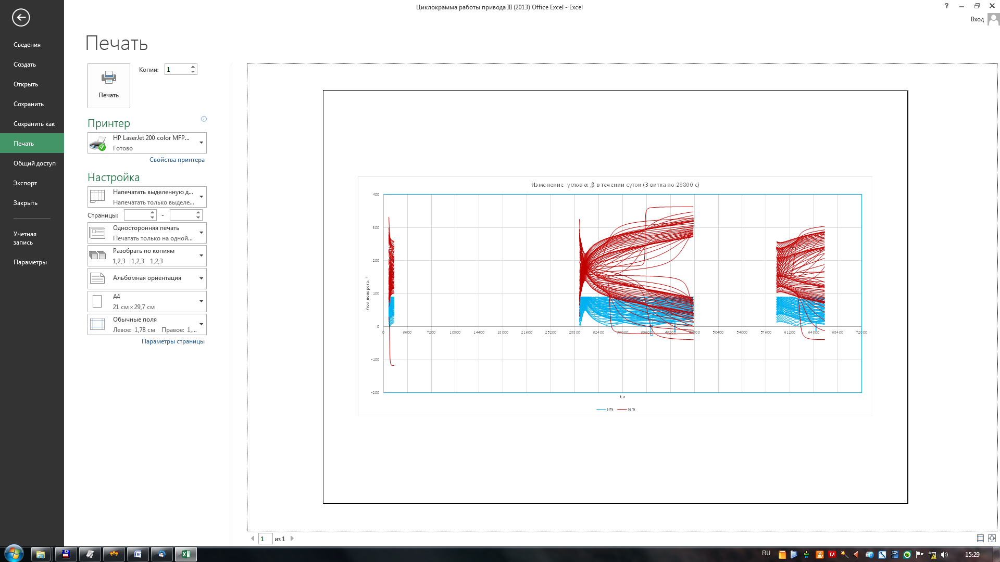 Циклокрамма работы привода III (2013) Office Excel - Excel
?
Вход
Сведения
Создать
Открыть
Сохранить
Сохранить как
Печать
Общий доступ
Экспорт
Закрыть
Учетная
запись
Параметры
Печать
Печать
Копии: 1
Принтер
HP LaserJet 200 color MFP...
Готово
Свойства принтера
Настройка
Напечатать выделенную д...
Напечатать только выделе...
Страницы: -
Односторонняя печать
Печатать только на одной...
Разобрать по копиям
1,2,3 1,2,3 1,2,3
Альбомная ориентация
A4
21 см x 29,7 см
Обычные поля
Левое: 1,78 см Правое: 1,...
Параметры страницы
Изменение углов α ,β в течении суток (3 витка по 28800 с)
400
300
200
100
0
-100
-200
Угол поворота,
0 3600 7200 10800 14400 18000 21600 25200 28800 32400 36000 39600 43200 46800 50400 54000 57600 61200 64800 68400 72000
t, c
alfa beta
1 из 1
RU
15:29